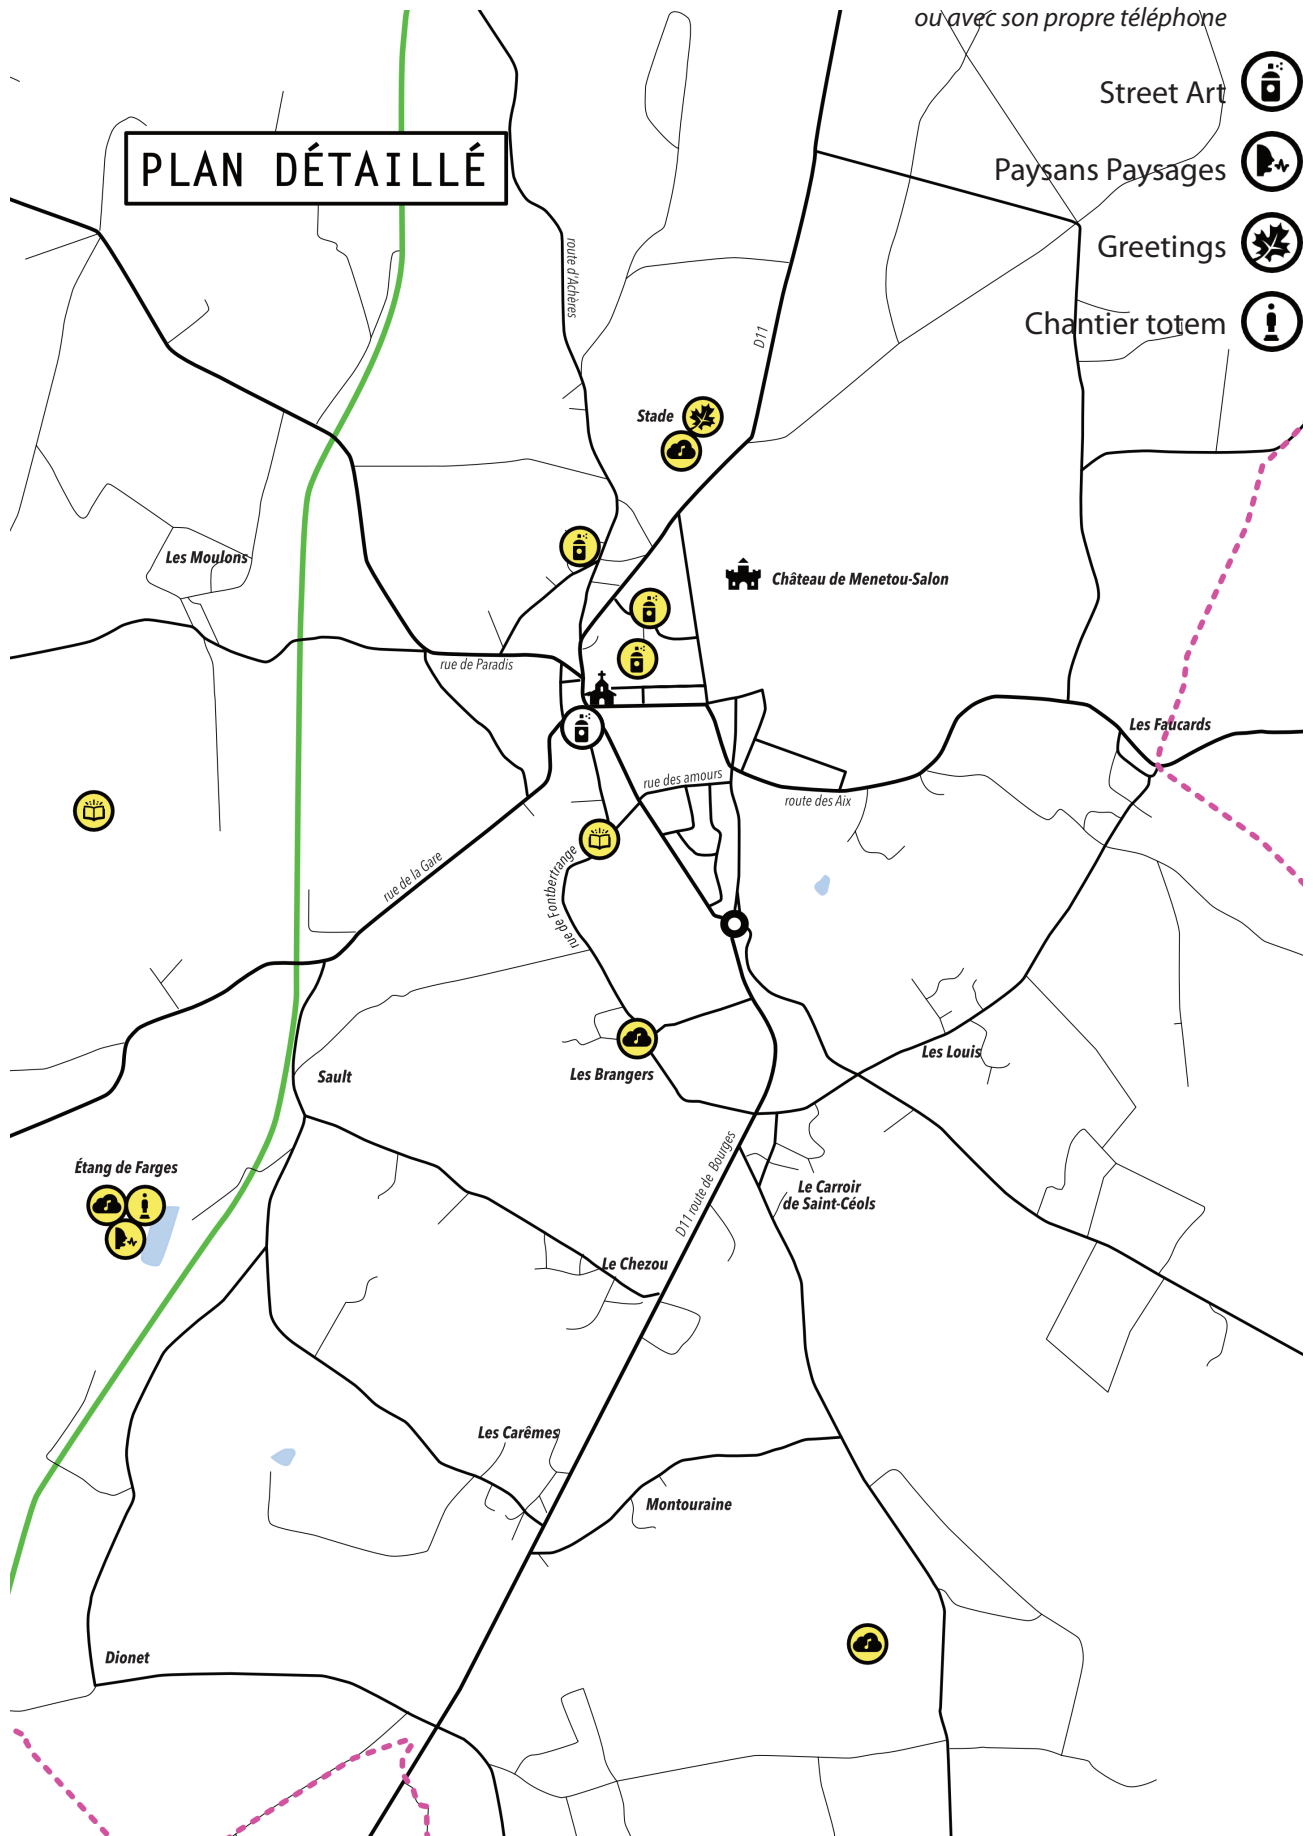 ou avec son propre téléphone
Street Art
PLAN DÉTAILLÉ
Paysans Paysages
Greetings
route d'Achères
Chantier totem
D11
Stade
Les Moulons
Château de Menetou-Salon
rue de Paradis
Les Faucards
rue des amours
route des Aix
rue de la Gare
rue de Fontbertrange
Les Louis
Sault
Les Brangers
D11 route de Bourges
Étang de Farges
Le Carroir
de Saint-Céols
Le Chezou
Les Carêmes
Montouraine
Dionet